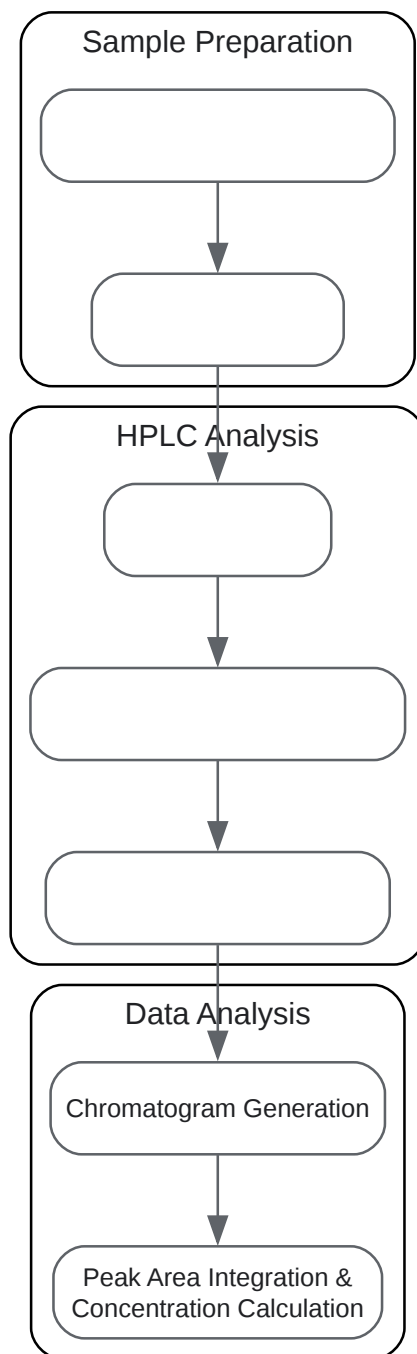 Sample Preparation
HPLC Analysis
Data Analysis
Chromatogram Generation
Peak Area Integration &
Concentration Calculation